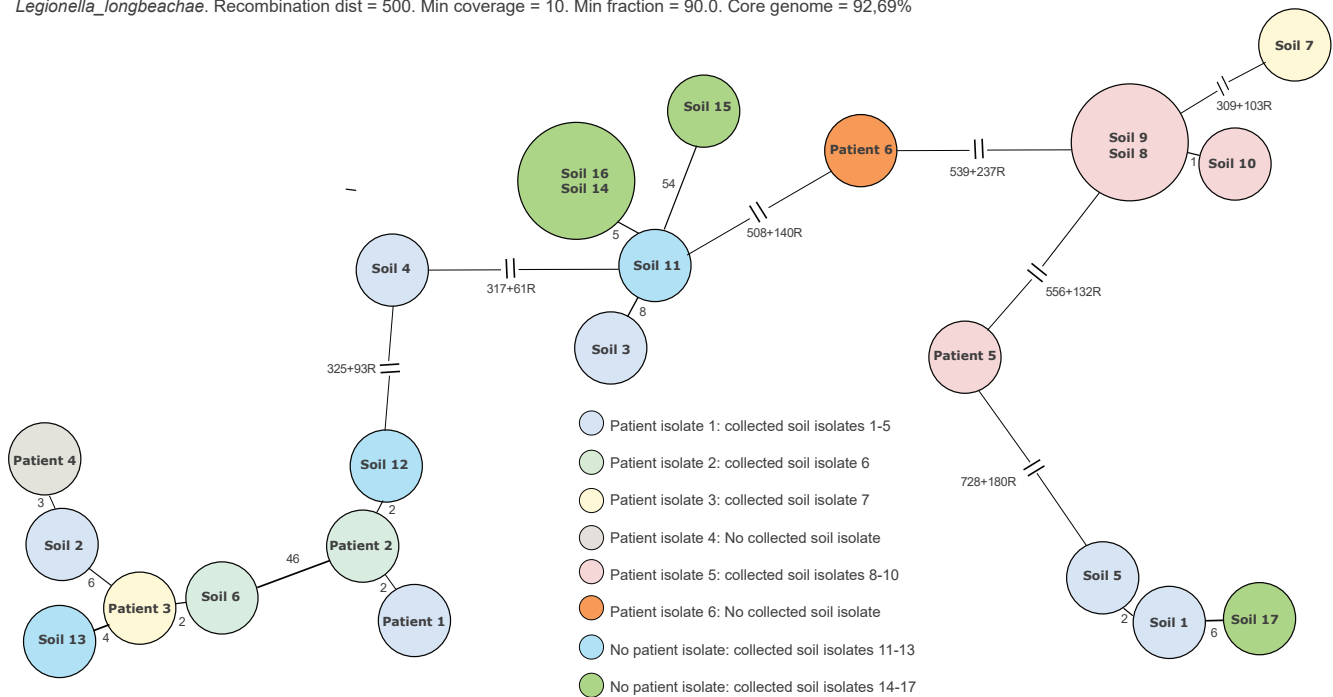 Legionella_longbeachae. Recombination dist = 500. Min coverage = 10. Min fraction = 90.0. Core genome = 92,69%
Soil 7
309+103R
Soil 15
Soil 16
Soil 14
54
5
Patient 6
539+237R
Soil 9
Soil 8
1
Soil 10
508+140R
Soil 4
317+61R
Soil 11
8
Soil 3
556+132R
325+93R
Patient 5
Patient 4
3
Soil 12
2
728+180R
Soil 2
6
Patient 2
46
2
Patient 3
Soil 6
2
Soil 13
4
Patient 1
Soil 5
2
Soil 1
6
Soil 17
Patient isolate 1: collected soil isolates 1-5
Patient isolate 2: collected soil isolate 6
Patient isolate 3: collected soil isolate 7
Patient isolate 4: No collected soil isolate
Patient isolate 5: collected soil isolates 8-10
Patient isolate 6: No collected soil isolate
No patient isolate: collected soil isolates 11-13
No patient isolate: collected soil isolates 14-17